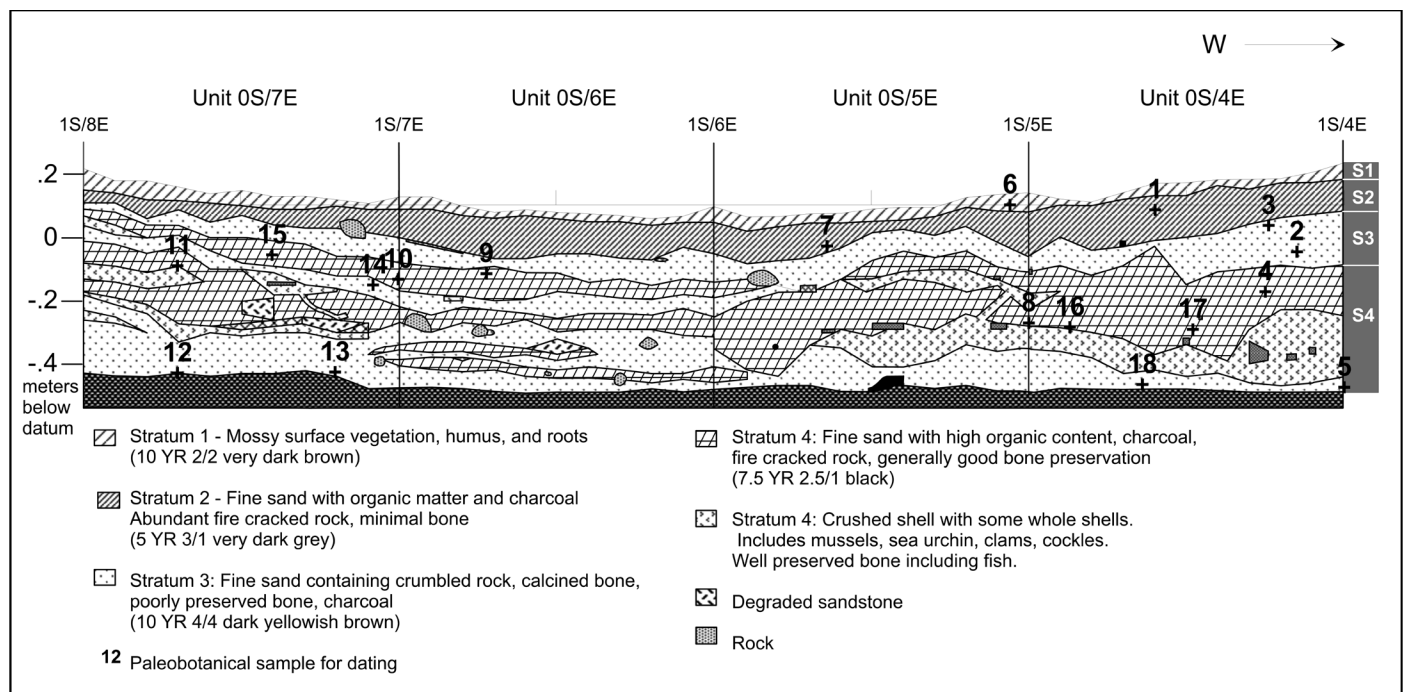 W
Unit 0S/7E Unit 0S/6E Unit 0S/5E Unit 0S/4E
1S/8E 1S/7E 1S/6E 1S/5E 1S/4E
.2
0
-.2
-.4
meters
below
datum
6 1 3 2
15 11 14 10 9 7 4
8 16 17
12 13 18 5
S1
S2
S3
S4
Stratum 1 - Mossy surface vegetation, humus, and roots
(10 YR 2/2 very dark brown)
Stratum 2 - Fine sand with organic matter and charcoal
Abundant fire cracked rock, minimal bone
(5 YR 3/1 very dark grey)
Stratum 3: Fine sand containing crumbled rock, calcined bone,
poorly preserved bone, charcoal
(10 YR 4/4 dark yellowish brown)
12 Paleobotanical sample for dating
Stratum 4: Fine sand with high organic content, charcoal,
fire cracked rock, generally good bone preservation
(7.5 YR 2.5/1 black)
Stratum 4: Crushed shell with some whole shells.
Includes mussels, sea urchin, clams, cockles.
Well preserved bone including fish.
Degraded sandstone
Rock